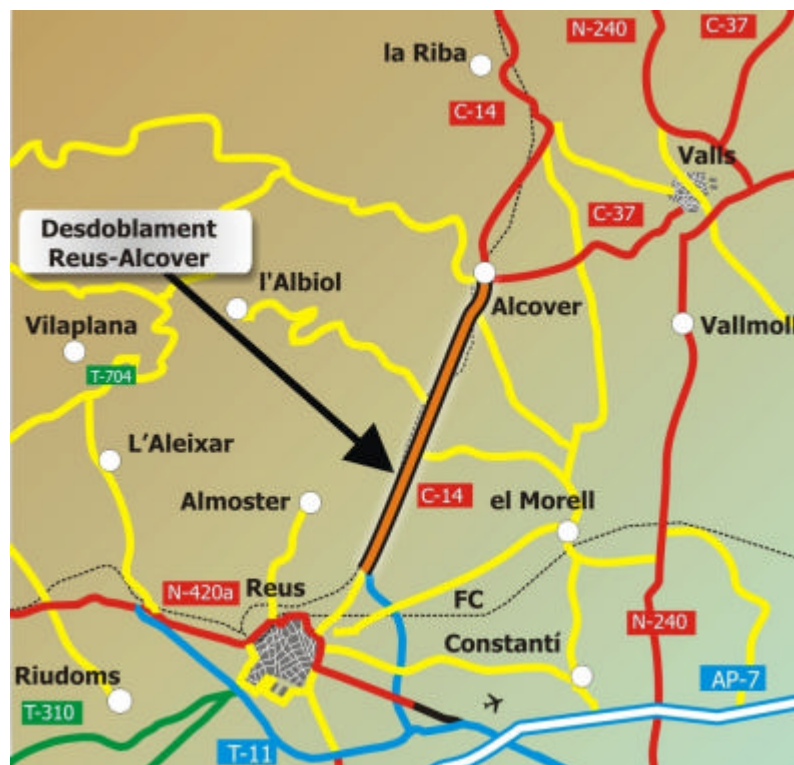 N-240
C-37
la Riba
C-14
Valls
Desdoblament
Reus-Alcover
C-37
l'Albiol
Alcover
Vilaplana
Vallmoll
T-704
L'Aleixar
Almoster
C-14
el Morell
N-420a
Reus
FC
Constantí
N-240
Riudoms
AP-7
T-310
T-11